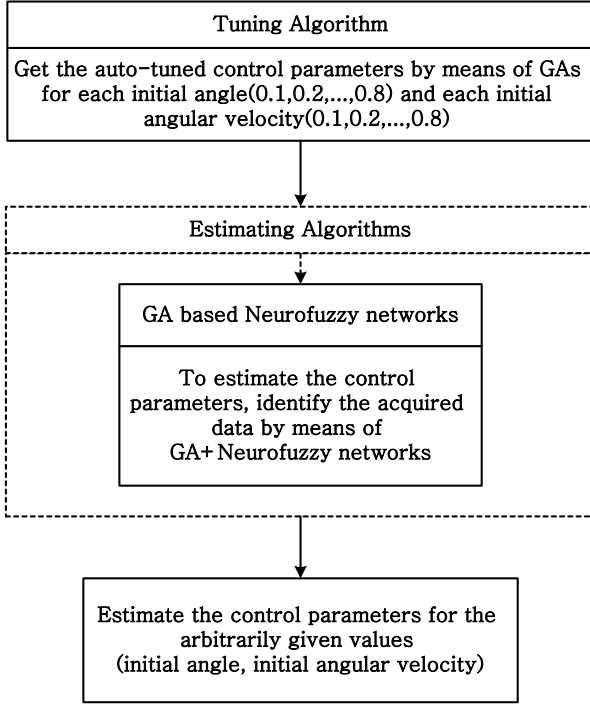 Tuning Algorithm
Get the auto-tuned control parameters by means of GAs
for each initial angle(0.1,0.2,...,0.8) and each initial
angular velocity(0.1,0.2,...,0.8)
Estimating Algorithms
GA based Neurofuzzy networks
To estimate the control
parameters, identify the acquired
data by means of
GA+Neurofuzzy networks
Estimate the control parameters for the
arbitrarily given values
(initial angle, initial angular velocity)